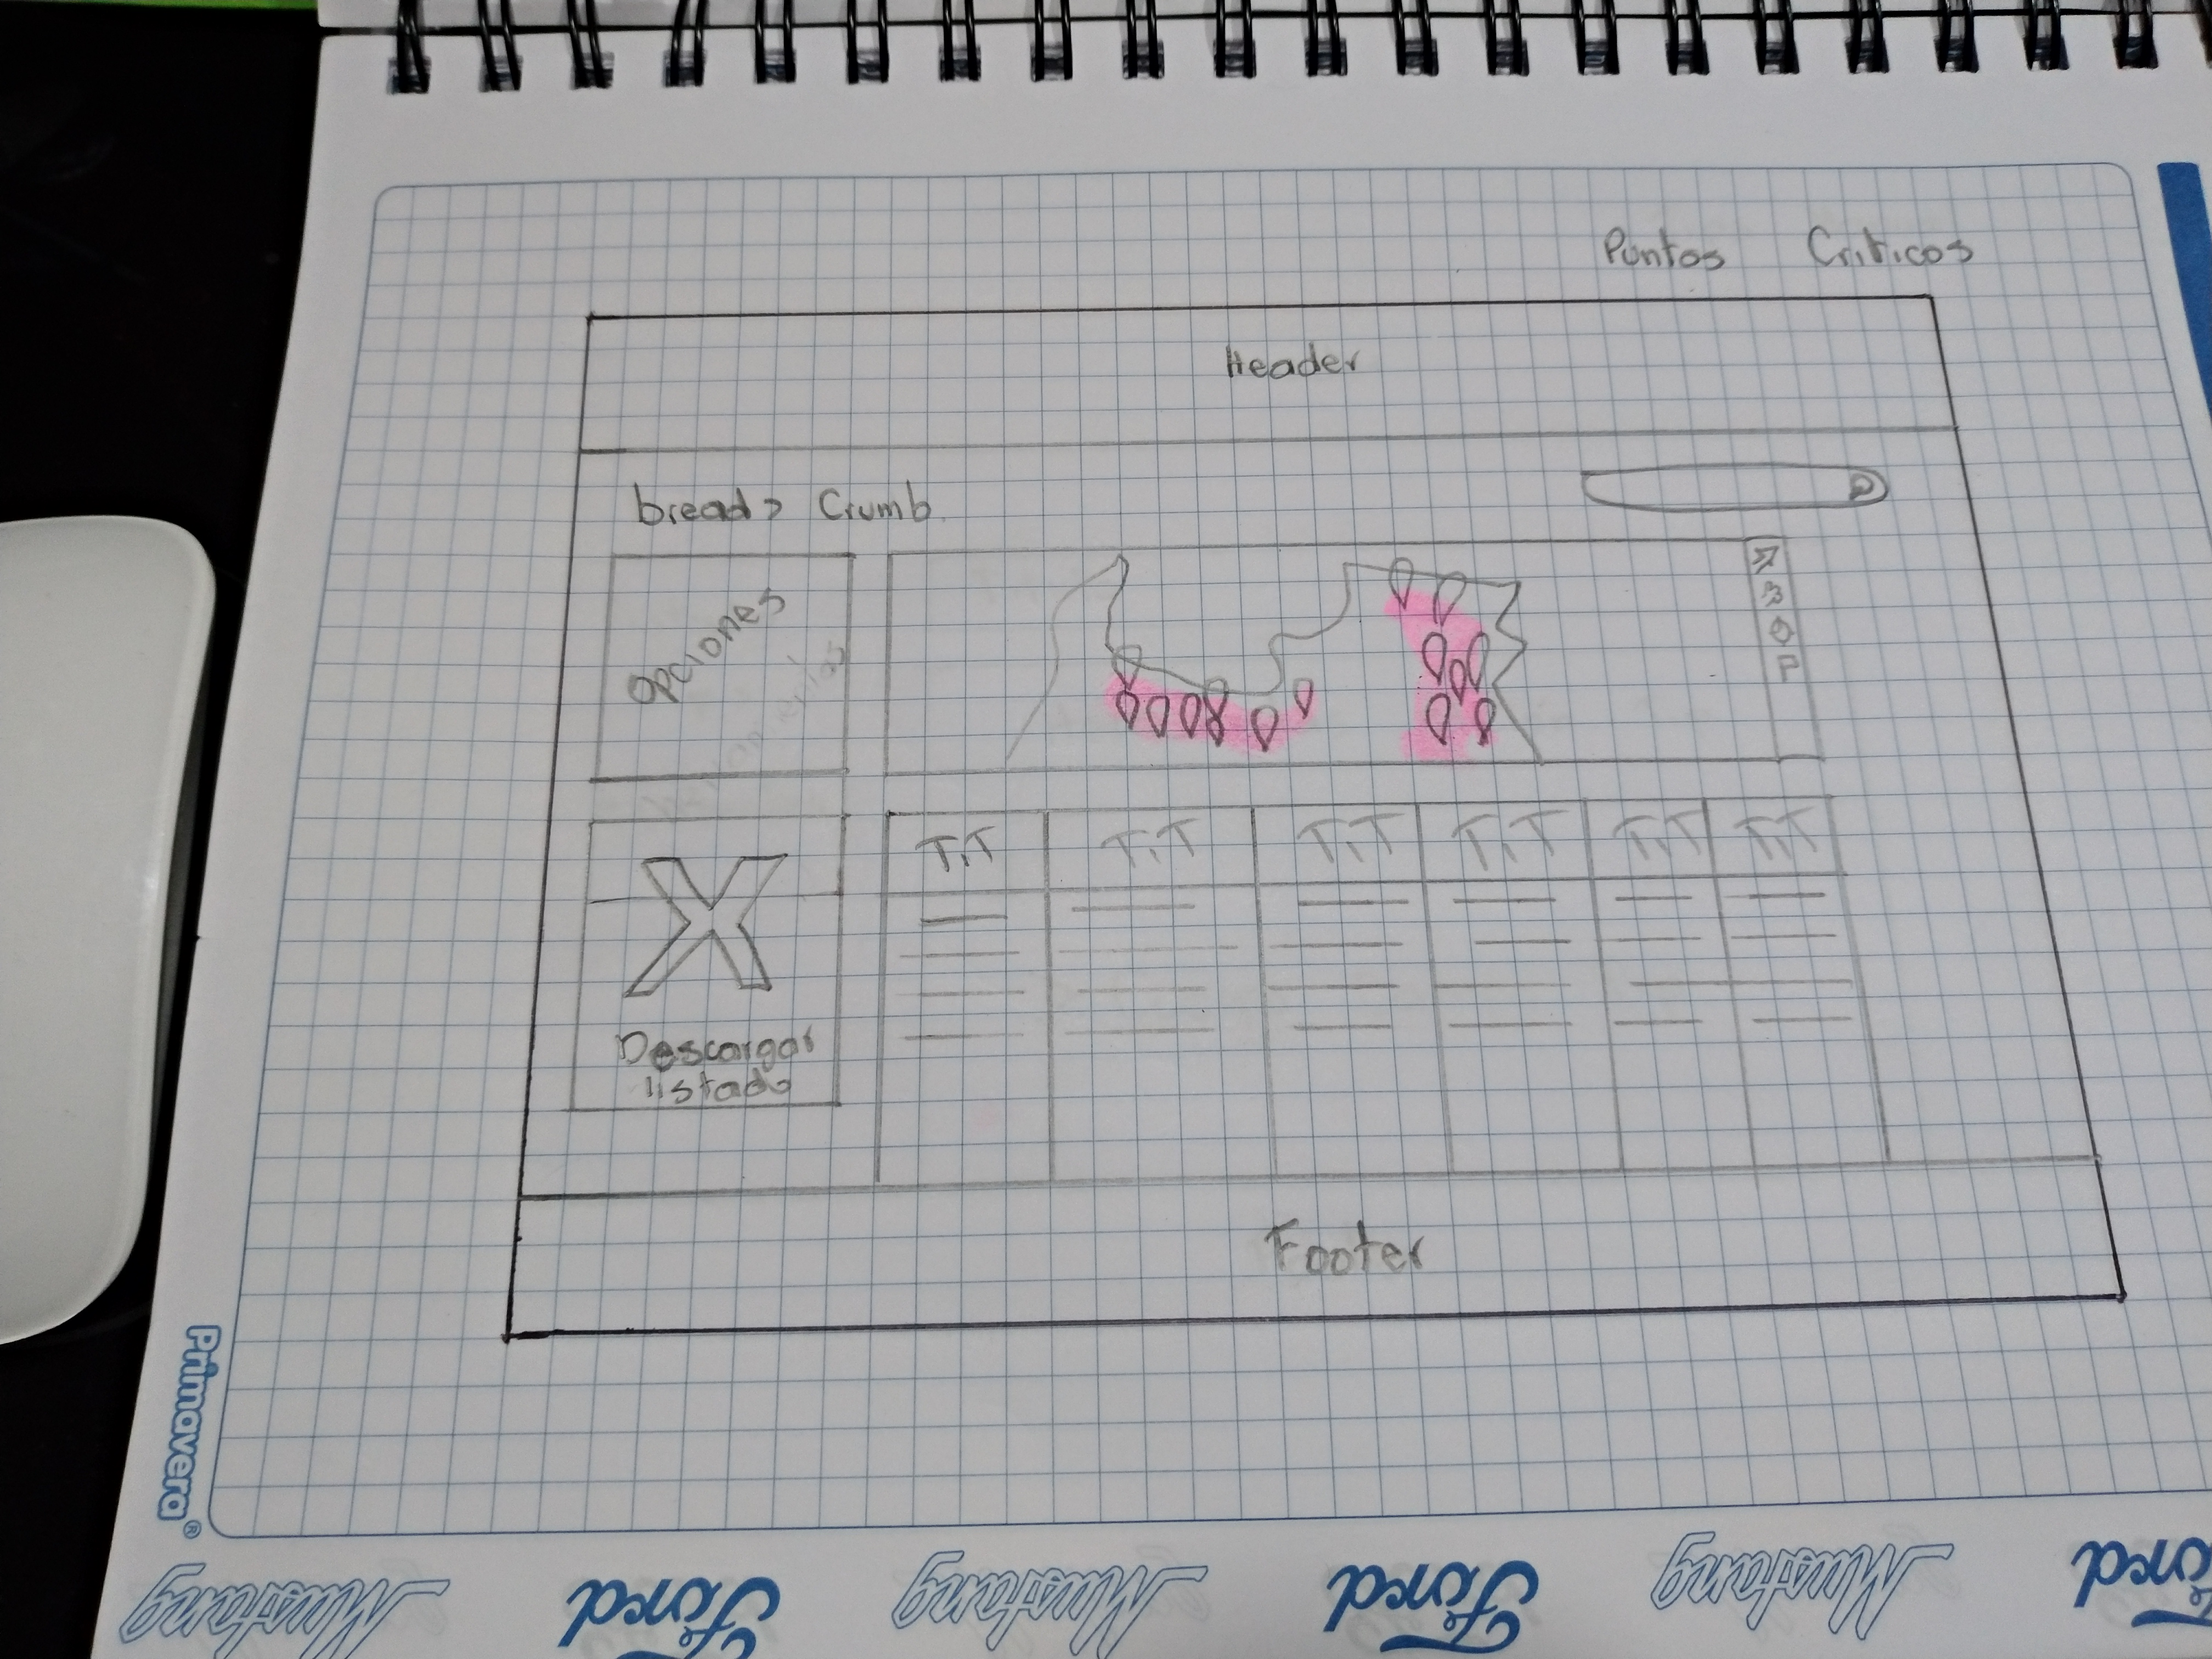 Puntos Criticos
Header
bread> Crumb
Opciones
X
Descargar
listado
TiT TiT TiT TiT TiT TiT
Footer
Primavera®
Mustang Ford Mustang Ford Mustang Ford